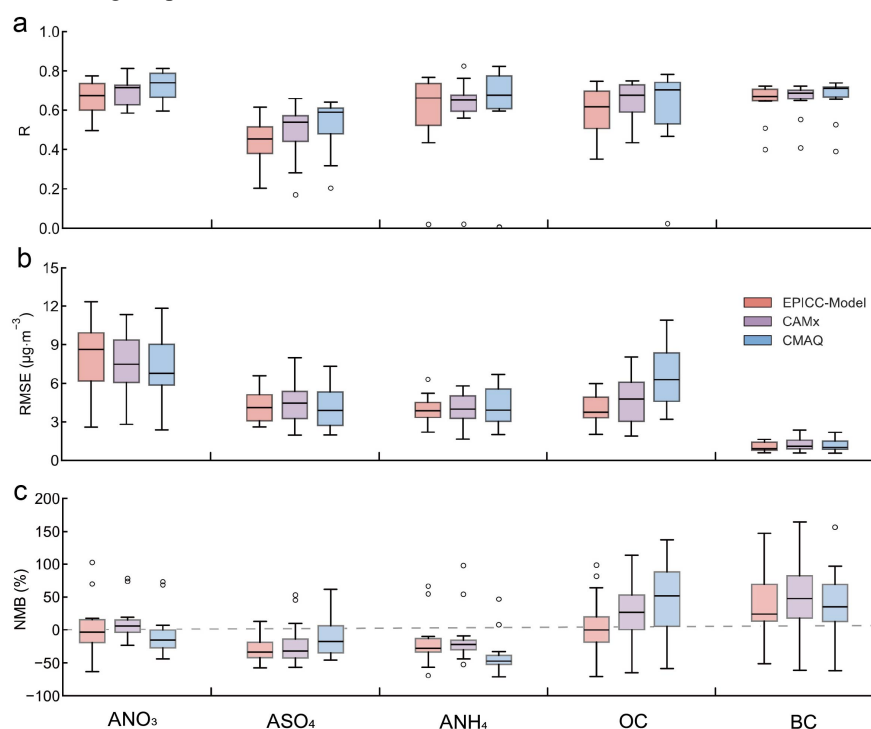 a
1.0
0.8
0.6
0.4
0.2
0.0
R
b
15
12
9
6
3
0
RMSE (μg·m⁻³)
EPICC-Model
CAMx
CMAQ
c
200
150
100
50
0
−50
−100
NMB (%)
ANO₃ ASO₄ ANH₄ OC BC